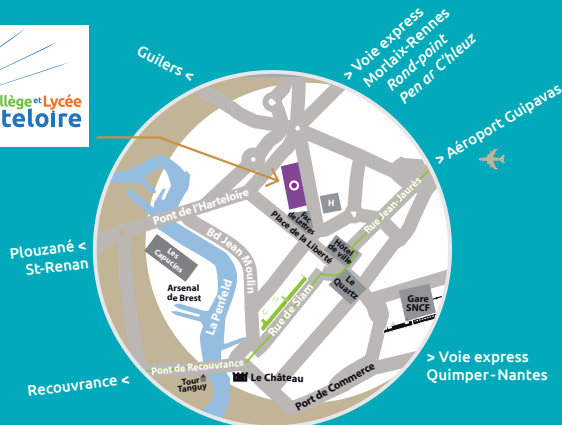 Guilers <
> Voie express
Morlaix-Rennes
Rond-point
Pen ar C'hleuz
llège et Lycée
teloire
> Aéroport Guipavas
H
Fac
de Lettres
Rue Jean-Jaurès
Pont de l'Harteloire
Place de la Liberté
Hôtel
de ville
Plouzané <
St-Renan
Les
Capucins
Bd Jean Moulin
Le
Quartz
Arsenal
de Brest
La Penfeld
Rue de Siam
Gare
SNCF
Pont de Recouvrance
> Voie express
Quimper-Nantes
Recouvrance <
Tour
Tanguy
Le Château
Port de Commerce